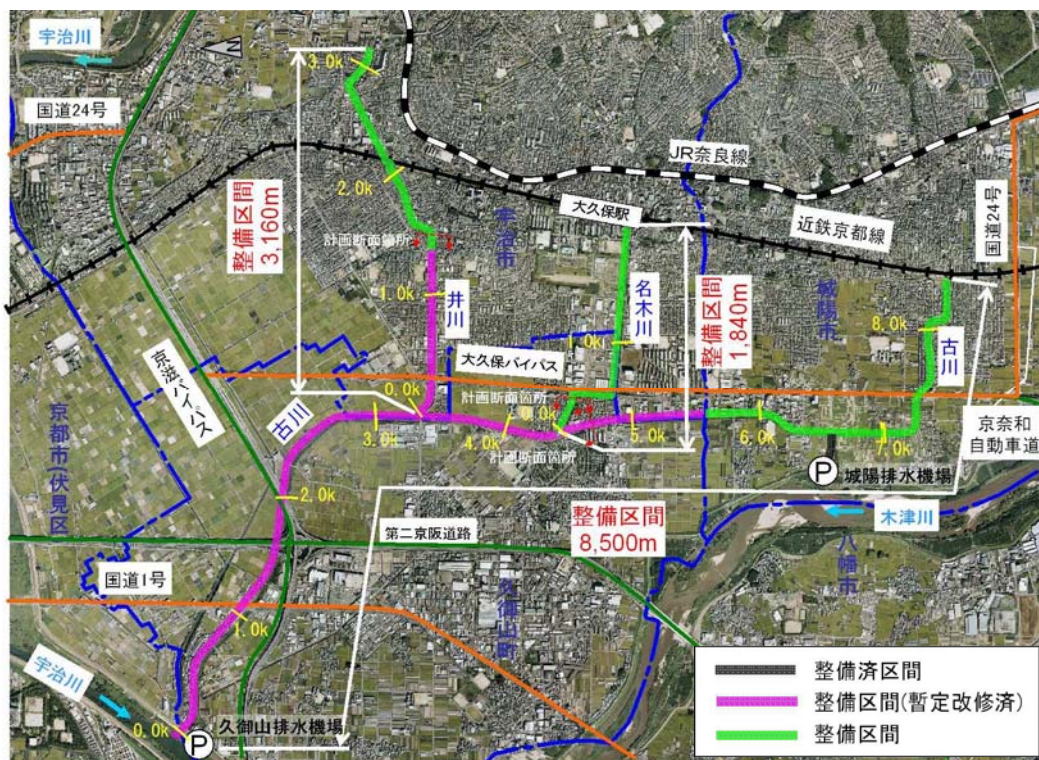 宇治川
N
国道24号
3.0k
JR奈良線
2.0k
大久保駅
近鉄京都線
国道24号
整備区間
3,160m
宇治市
計画断面箇所
1.0k
井川
名木川
整備区間
1,840m
城陽市
8.0k
古川
京滋バイパス
1.0k
大久保バイパス
0.0k
計画断面箇所
0.0k
古川
3.0k
4.0k
5.0k
6.0k
7.0k
京奈和
自動車道
計画断面箇所
京都市(伏見区
城陽排水機場
P
2.0k
整備区間
8,500m
木津川
第二京阪道路
八幡市
国道1号
久御山町
1.0k
宇治川
0.0k
久御山排水機場
P
整備済区間
整備区間(暫定改修済)
整備区間